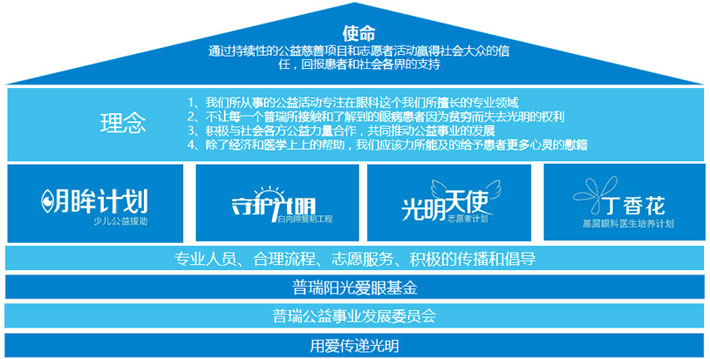 使命
通过持续性的公益慈善项目和志愿者活动赢得社会大众的信
任，回报患者和社会各界的支持
理念
1、我们所从事的公益活动专注在眼科这个我们所擅长的专业领域
2、不让每一个普瑞所接触和了解到的眼病患者因为贫穷而失去光明的权利
3、积极与社会各方公益力量合作，共同推动公益事业的发展
4、除了经济和医学上上的帮助，我们应该力所能及的给予患者更多心灵的慰籍
明眸计划
少儿公益援助
守护光明
白内障复明工程
光明天使
志愿者计划
丁香花
基层眼科医生培养计划
专业人员、合理流程、志愿服务、积极的传播和倡导
普瑞阳光爱眼基金
普瑞公益事业发展委员会
用爱传递光明